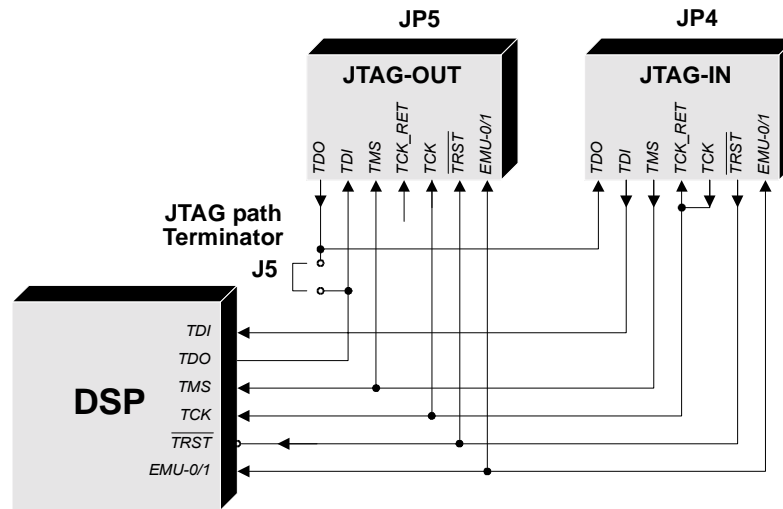 JP5
JP4
JTAG-OUT
JTAG-IN
TDO
TDI
TMS
TCK_RET
TCK
TRST
EMU-0/1
TDO
TDI
TMS
TCK_RET
TCK
TRST
EMU-0/1
JTAG path
Terminator
J5
DSP
TDI
TDO
TMS
TCK
TRST
EMU-0/1